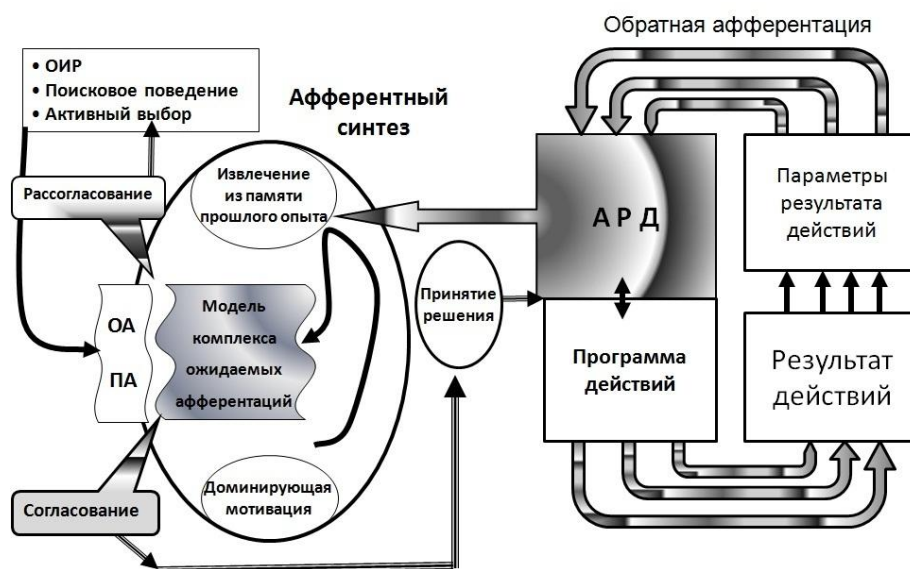 Обратная афферентация
• ОИР
• Поисковое поведение
• Активный выбор
Афферентный
синтез
Рассогласование
Извлечение
из памяти
прошлого опыта
А Р Д
Параметры
результата
действий
ОА
ПА
Модель
комплекса
ожидаемых
афферентаций
Принятие
решения
Программа
действий
Результат
действий
Доминирующая
мотивация
Согласование